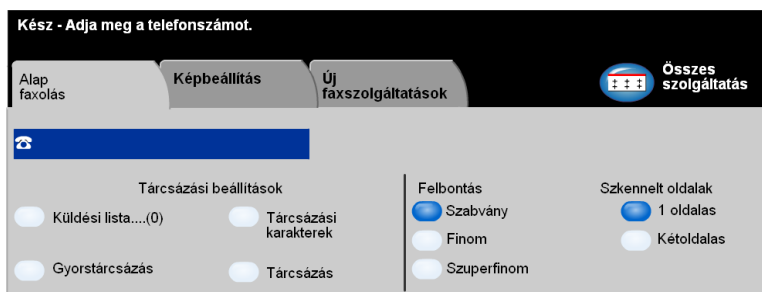 Kész - Adja meg a telefonszámot.
Alap
faxolás
Képbeállítás
Új
faxszolgáltatások
Összes
szolgáltatás
Tárcsázási beállítások
Küldési lista....(0)
Tárcsázási
karakterek
Gyorstárcsázás
Tárcsázás
Felbontás
Szabvány
Finom
Szuperfinom
Szkennelt oldalak
1 oldalas
Kétoldalas